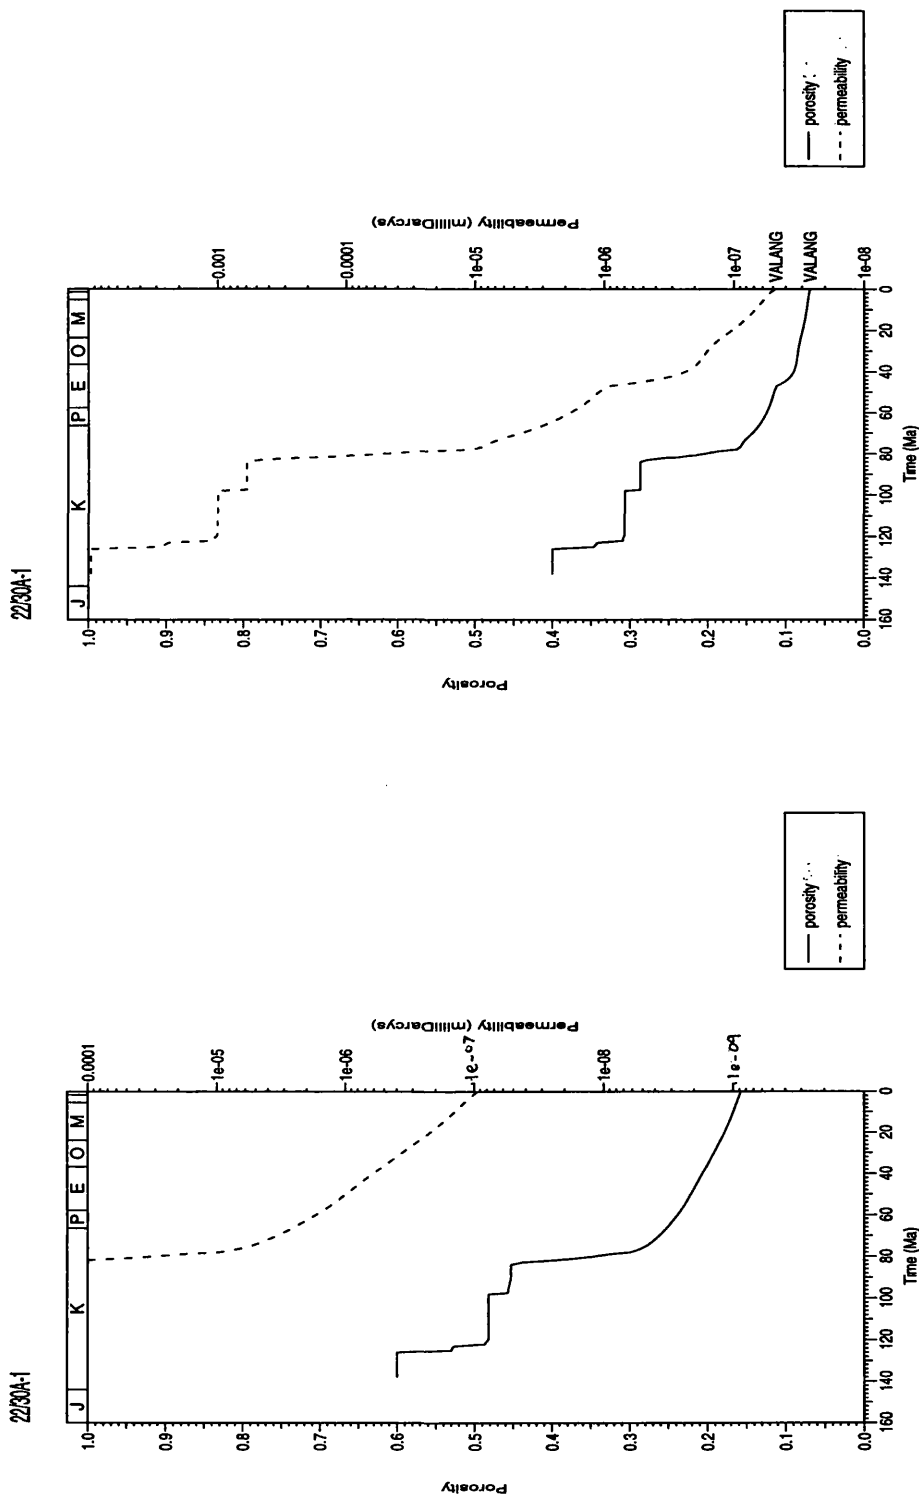 22/30A-1
J K P E O M
1.0
0.9
0.8
0.7
0.6
0.5
0.4
0.3
0.2
0.1
0.0
Porosity
160 140 120 100 80 60 40 20 0
Time (Ma)
0.0001
1e-05
1e-06
1e-07
1e-08
1e-09
Permeability (milliDarcys)
porosity
permeability
22/30A-1
J K P E O M
1.0
0.9
0.8
0.7
0.6
0.5
0.4
0.3
0.2
0.1
0.0
Porosity
160 140 120 100 80 60 40 20 0
Time (Ma)
0.001
0.0001
1e-05
1e-06
1e-07
VALANG
VALANG
1e-08
Permeability (milliDarcys)
porosity
permeability